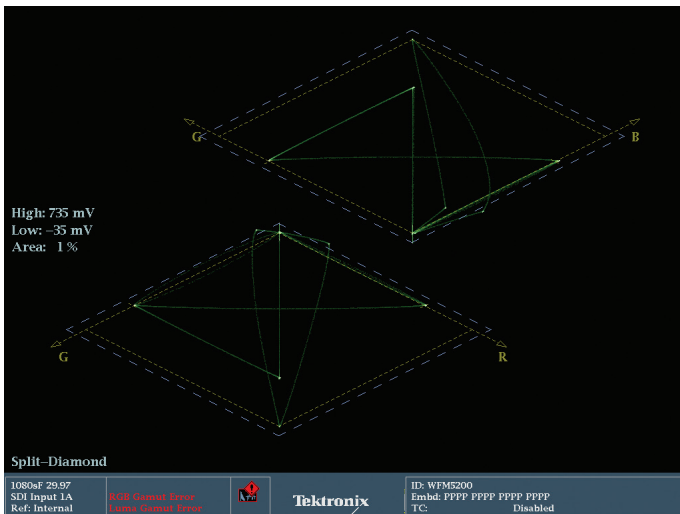 G
B
High: 735 mV
Low: –35 mV
Area: 1 %
G
R
Split–Diamond
1080sF 29.97
SDI Input 1A
Ref: Internal
RGB Gamut Error
Luma Gamut Error
Tektronix
ID: WFM5200
Embd: PPPP PPPP PPPP PPPP
TC: Disabled